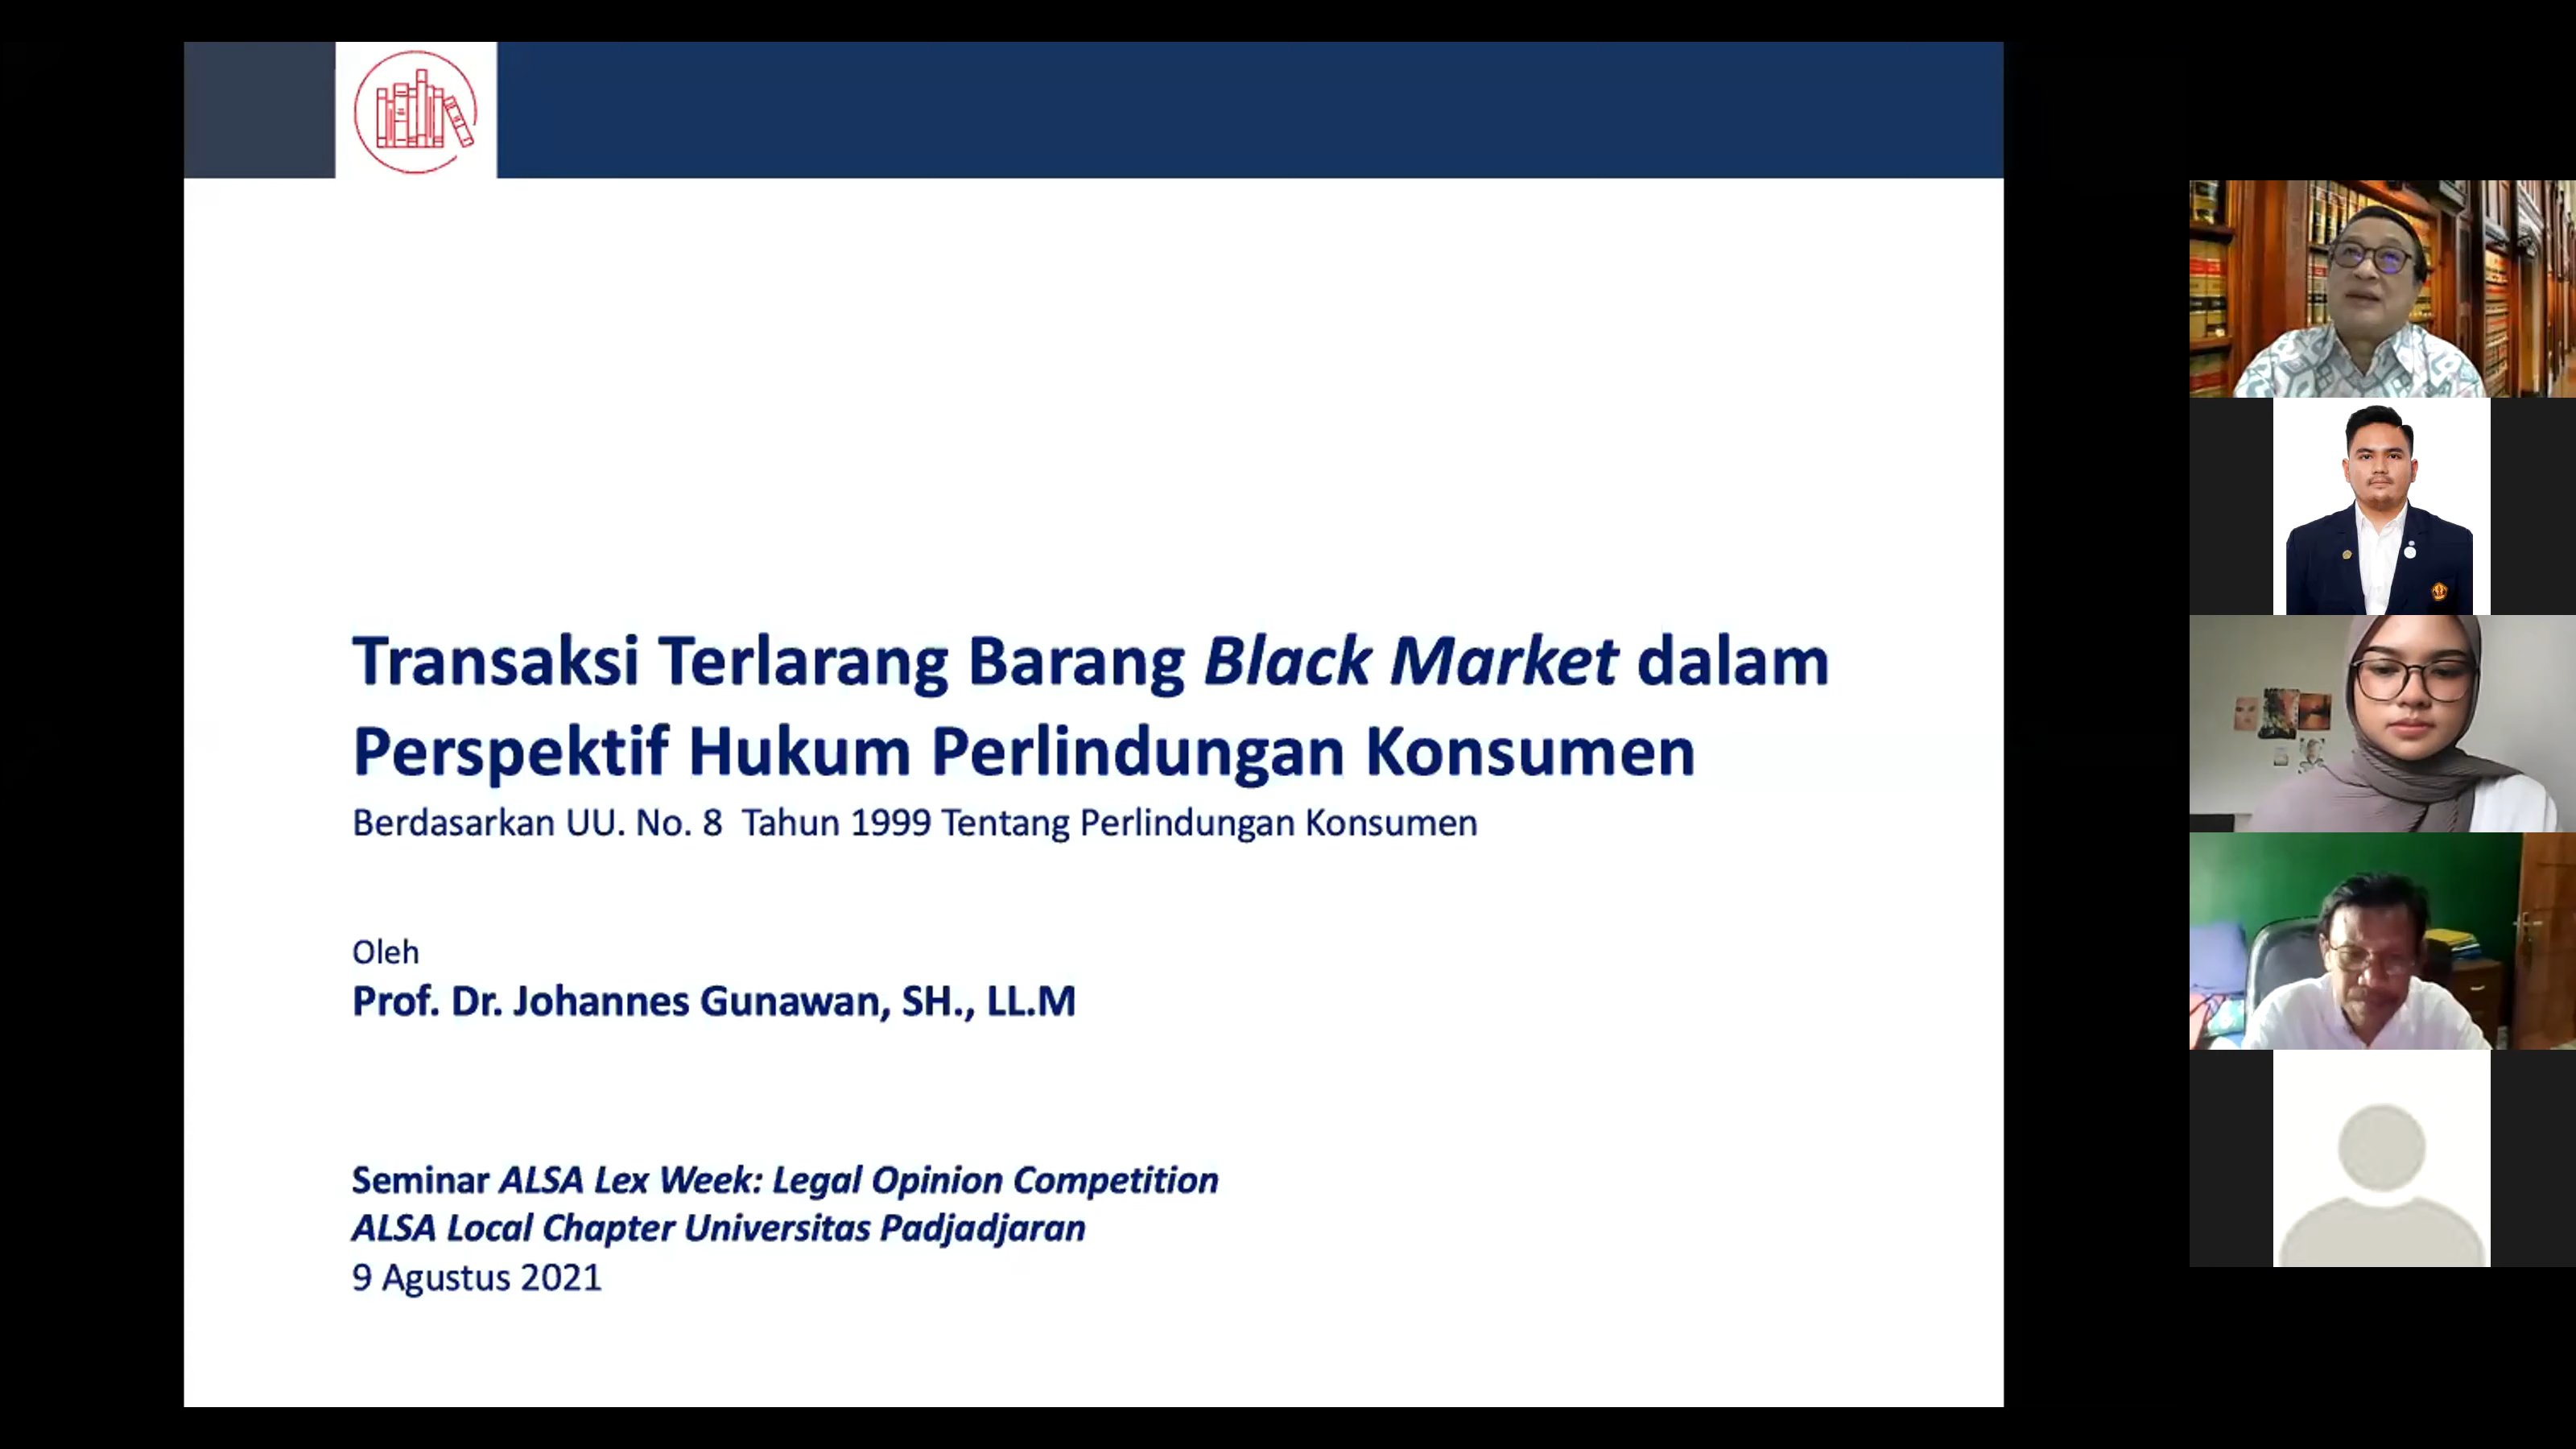 Transaksi Terlarang Barang Black Market dalam
Perspektif Hukum Perlindungan Konsumen
Berdasarkan UU. No. 8 Tahun 1999 Tentang Perlindungan Konsumen
Oleh
Prof. Dr. Johannes Gunawan, SH., LL.M
Seminar ALSA Lex Week: Legal Opinion Competition
ALSA Local Chapter Universitas Padjadjaran
9 Agustus 2021